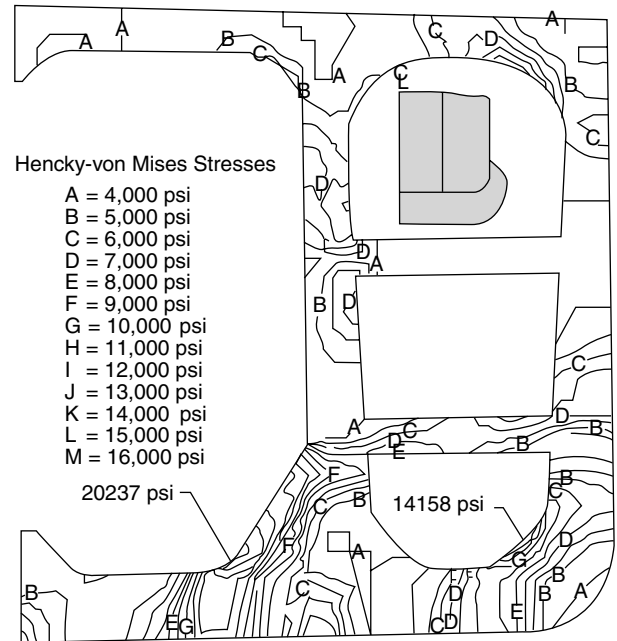 A
A
B
C
B
A
C
D
A
B
C
C
L
D
D
A
B
D
Hencky-von Mises Stresses
A = 4,000 psi
B = 5,000 psi
C = 6,000 psi
D = 7,000 psi
E = 8,000 psi
F = 9,000 psi
G = 10,000 psi
H = 11,000 psi
I = 12,000 psi
J = 13,000 psi
K = 14,000 psi
L = 15,000 psi
M = 16,000 psi
C
D
A
C
D
E
B
B
20237 psi
14158 psi
F
C
B
B
C
F
A
D
G
B
C
E
F
D
B
A
B
E
G
C
D
E